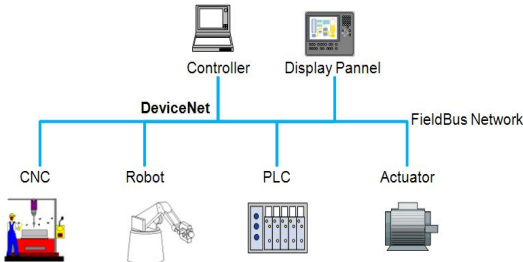 Controller
Display Pannel
DeviceNet
FieldBus Network
CNC
Robot
PLC
Actuator